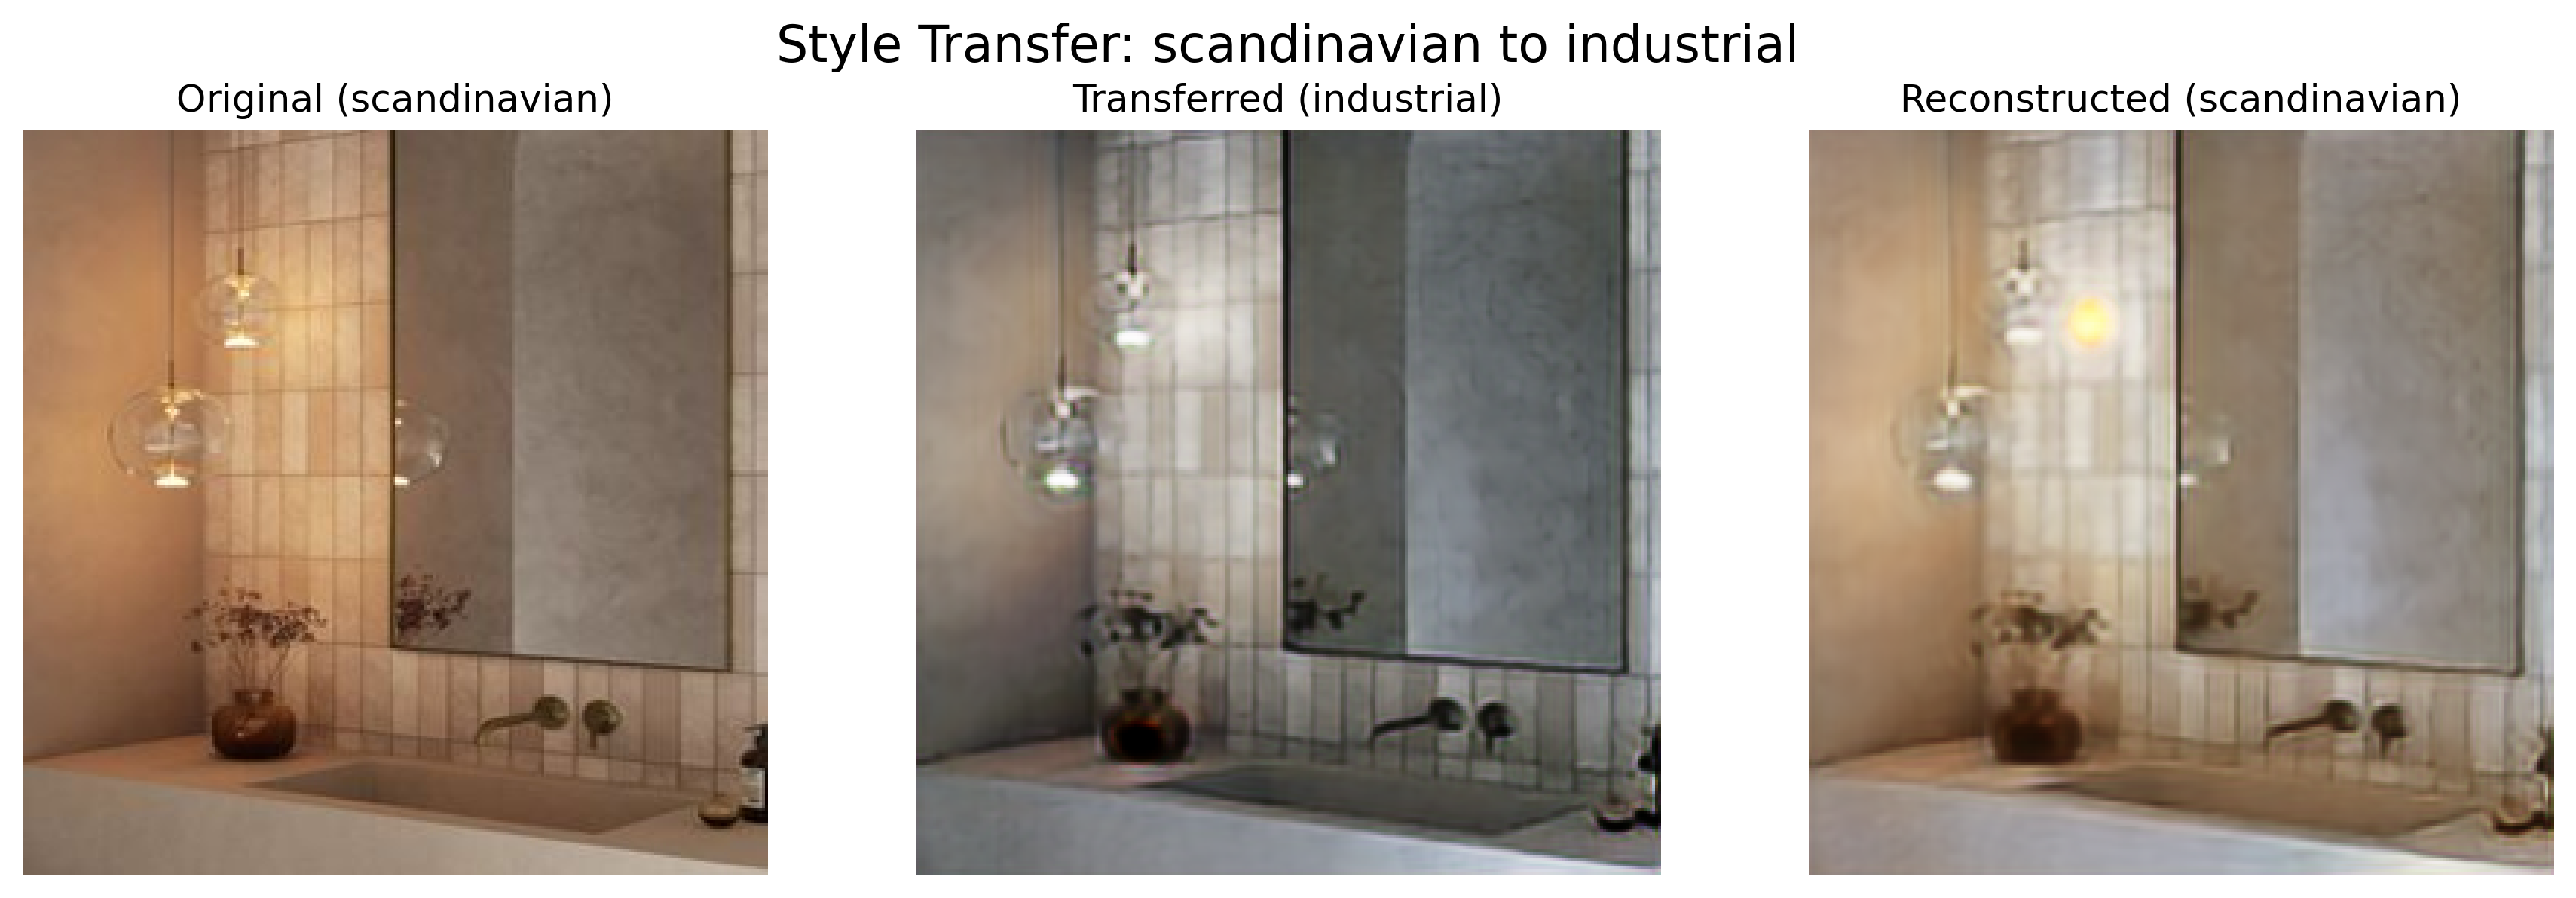 Style Transfer: scandinavian to industrial
Original (scandinavian)
Transferred (industrial)
Reconstructed (scandinavian)